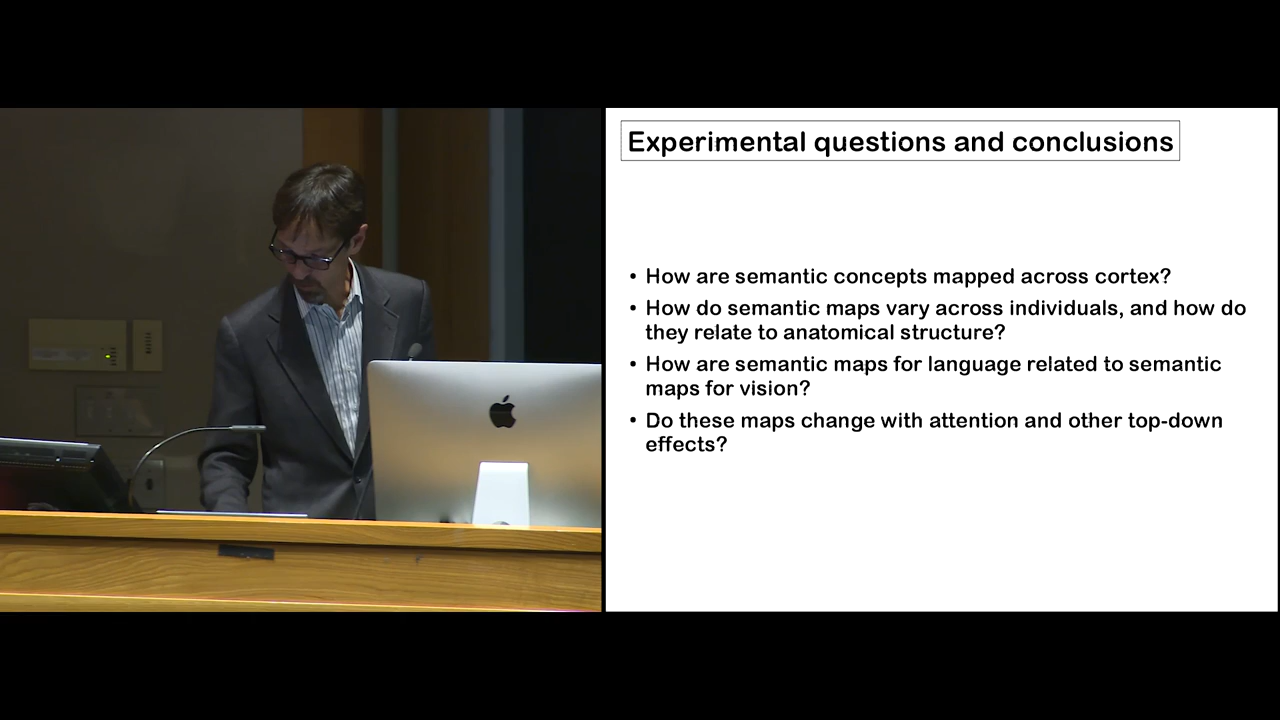 Experimental questions and conclusions
• How are semantic concepts mapped across cortex?
• How do semantic maps vary across individuals, and how do
they relate to anatomical structure?
• How are semantic maps for language related to semantic
maps for vision?
• Do these maps change with attention and other top-down
effects?